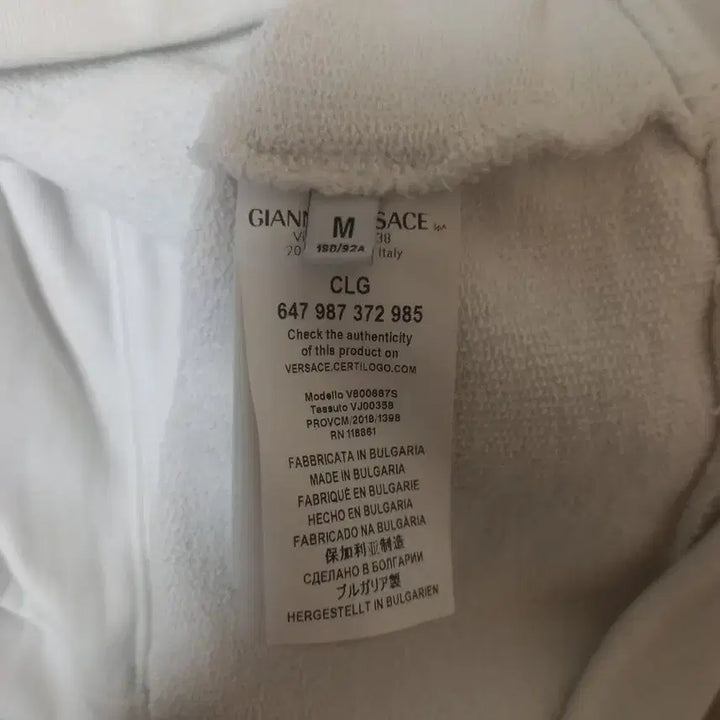 GIANN SACE
M
V 38
20 Italy
CLG
647 987 372 985
Check the authenticity
of this product on
VERSACE.CERTILOGO.COM
Modello V800687S
Tessuto VJ00358
PROVCM/2018/1398
RN 118861
FABBRICATA IN BULGARIA
MADE IN BULGARIA
FABRIQUÉ EN BULGARIE
HECHO EN BULGARIA
FABRICADO NA BULGÁRIA
保加利亚制造
СДЕЛАНО В БОЛГАРИИ
ブルガリア製
HERGESTELLT IN BULGARIEN